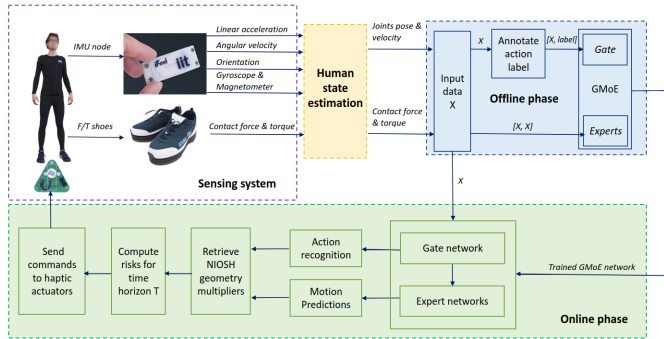 IMU node
F/T shoes
iFeel
iit
Linear acceleration
Angular velocity
Orientation
Gyroscope &
Magnetometer
Contact force & torque
Sensing system
Human
state
estimation
Joints pose &
velocity
Contact force
& torque
Input
data
X
X
Annotate
action
label
[X, label]
Gate
GMoE
Experts
Offline phase
[X, X]
X
Send
commands
to haptic
actuators
Compute
risks for
time
horizon T
Retrieve
NIOSH
geometry
multipliers
Action
recognition
Motion
Predictions
Gate network
Expert networks
Trained GMoE network
Online phase